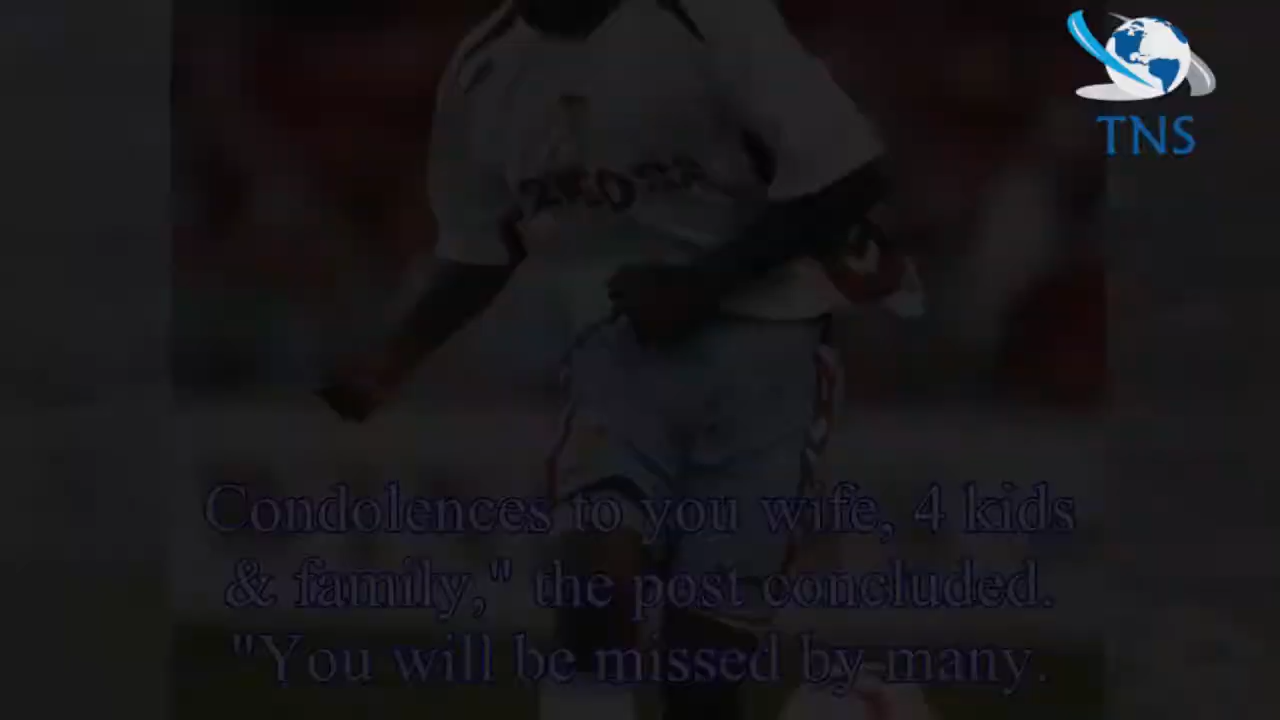 TNS
Condolences to you wife, 4 kids
& family," the post concluded.
"You will be missed by many.